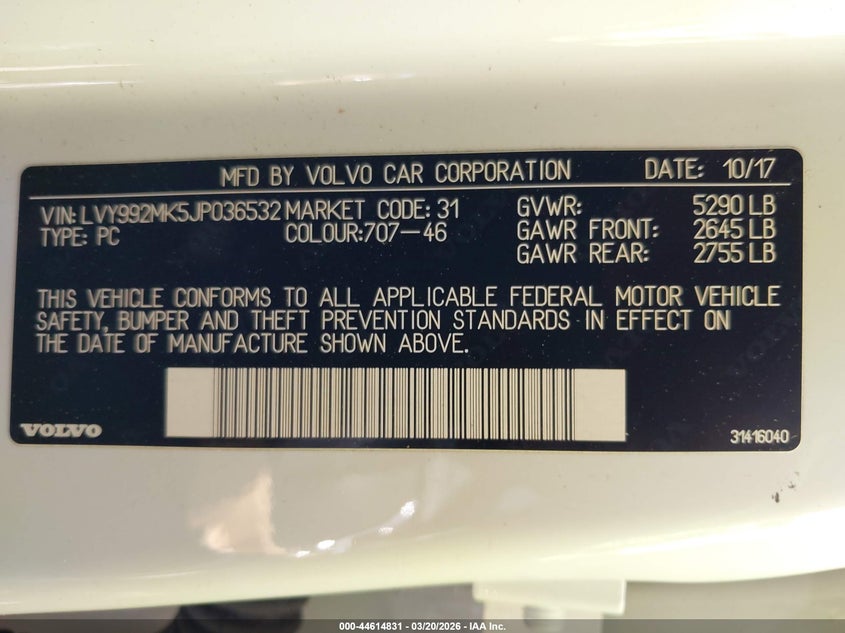 MFD BY VOLVO CAR CORPORATION DATE: 10/17
VIN: LVY992MK5JP036532 MARKET CODE: 31 GVWR: 5290 LB
TYPE: PC COLOUR:707-46 GAWR FRONT: 2645 LB
GAWR REAR: 2755 LB
THIS VEHICLE CONFORMS TO ALL APPLICABLE FEDERAL MOTOR VEHICLE
SAFETY, BUMPER AND THEFT PREVENTION STANDARDS IN EFFECT ON
THE DATE OF MANUFACTURE SHOWN ABOVE.
VOLVO
31416040
000-44614831 - 03/20/2026 - IAA Inc.